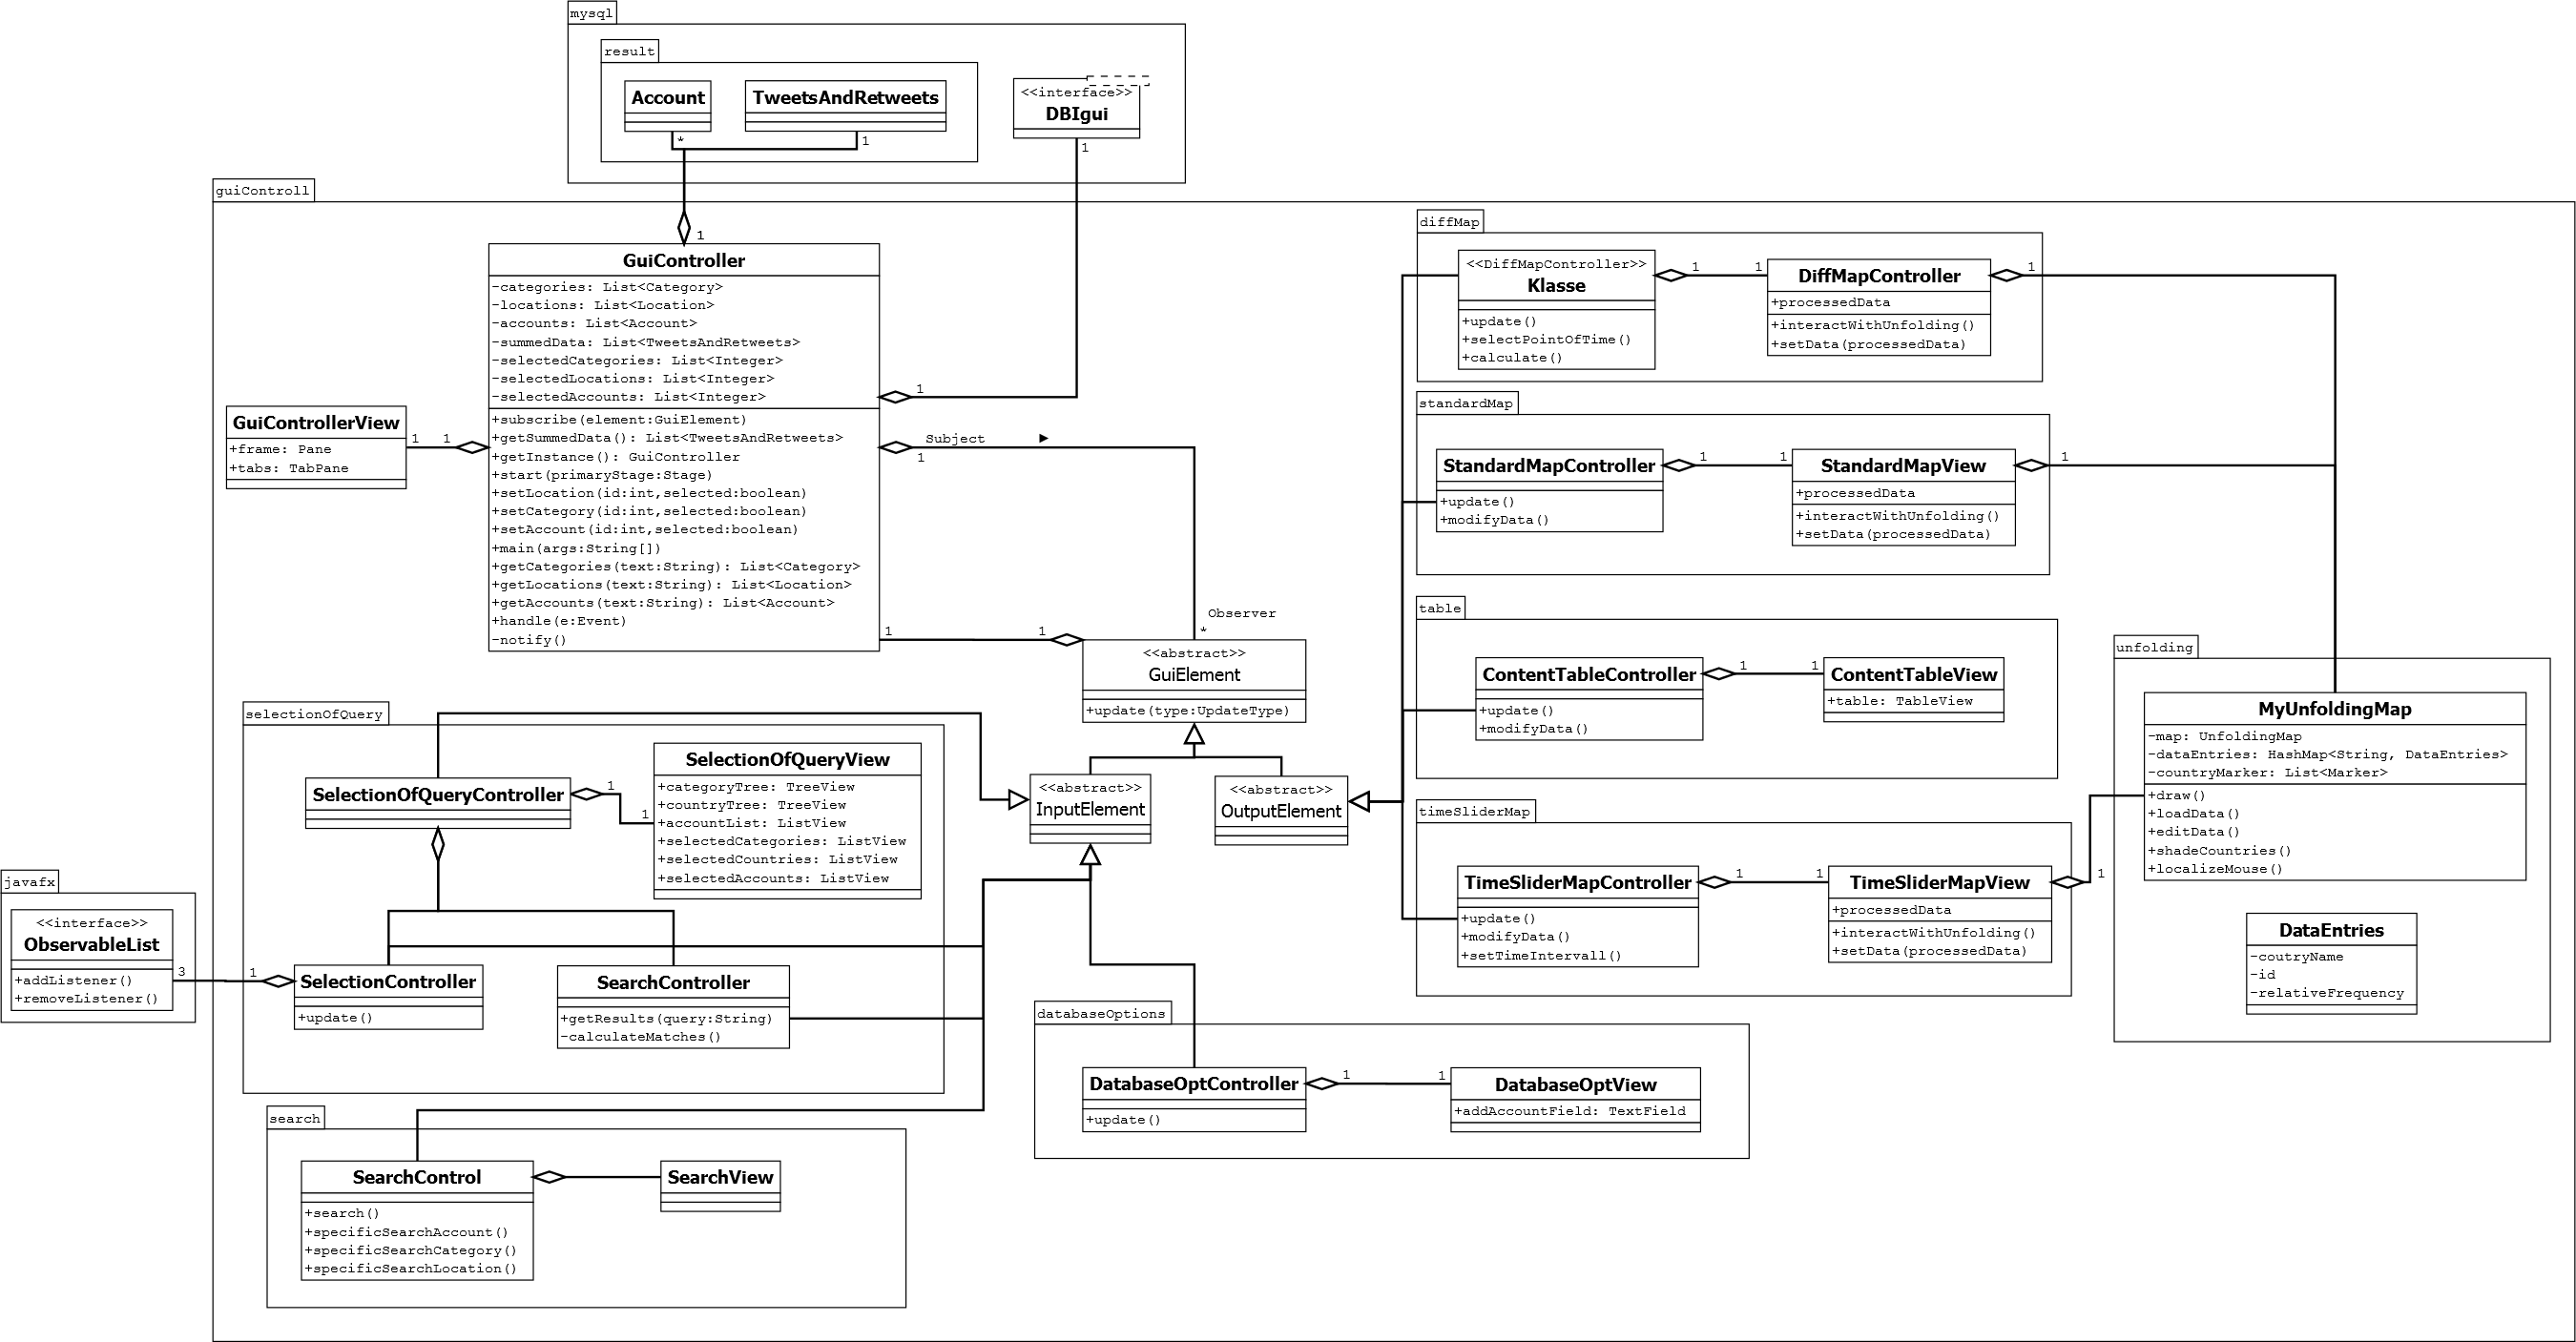 mysql
result
Account
TweetsAndRetweets
<<interface>>
DBIgui
*
1
1
guiControll
1
GuiController
-categories: List<Category>
-locations: List<Location>
-accounts: List<Account>
-summedData: List<TweetsAndRetweets>
-selectedCategories: List<Integer>
-selectedLocations: List<Integer>
-selectedAccounts: List<Integer>
+subscribe(element:GuiElement)
+getSummedData(): List<TweetsAndRetweets>
+getInstance(): GuiController
+start(primaryStage:Stage)
+setLocation(id:int,selected:boolean)
+setCategory(id:int,selected:boolean)
+setAccount(id:int,selected:boolean)
+main(args:String[])
+getCategories(text:String): List<Category>
+getLocations(text:String): List<Location>
+getAccounts(text:String): List<Account>
+handle(e:Event)
-notify()
1
Subject
1
1
1
Observer
*
GuiControllerView
+frame: Pane
+tabs: TabPane
1
1
<<abstract>>
GuiElement
+update(type:UpdateType)
<<abstract>>
InputElement
<<abstract>>
OutputElement
diffMap
<<DiffMapController>>
Klasse
+update()
+selectPointOfTime()
+calculate()
1
1
DiffMapController
+processedData
+interactWithUnfolding()
+setData(processedData)
1
standardMap
StandardMapController
+update()
+modifyData()
1
1
StandardMapView
+processedData
+interactWithUnfolding()
+setData(processedData)
1
table
ContentTableController
+update()
+modifyData()
1
1
ContentTableView
+table: TableView
timeSliderMap
TimeSliderMapController
+update()
+modifyData()
+setTimeIntervall()
1
1
TimeSliderMapView
+processedData
+interactWithUnfolding()
+setData(processedData)
1
unfolding
MyUnfoldingMap
-map: UnfoldingMap
-dataEntries: HashMap<String, DataEntries>
-countryMarker: List<Marker>
+draw()
+loadData()
+editData()
+shadeCountries()
+localizeMouse()
DataEntries
-coutryName
-id
-relativeFrequency
selectionOfQuery
SelectionOfQueryController
1
1
SelectionOfQueryView
+categoryTree: TreeView
+countryTree: TreeView
+accountList: ListView
+selectedCategories: ListView
+selectedCountries: ListView
+selectedAccounts: ListView
javafx
<<interface>>
ObservableList
+addListener()
+removeListener()
3
1
SelectionController
+update()
SearchController
+getResults(query:String)
-calculateMatches()
databaseOptions
DatabaseOptController
+update()
1
1
DatabaseOptView
+addAccountField: TextField
search
SearchControl
+search()
+specificSearchAccount()
+specificSearchCategory()
+specificSearchLocation()
SearchView